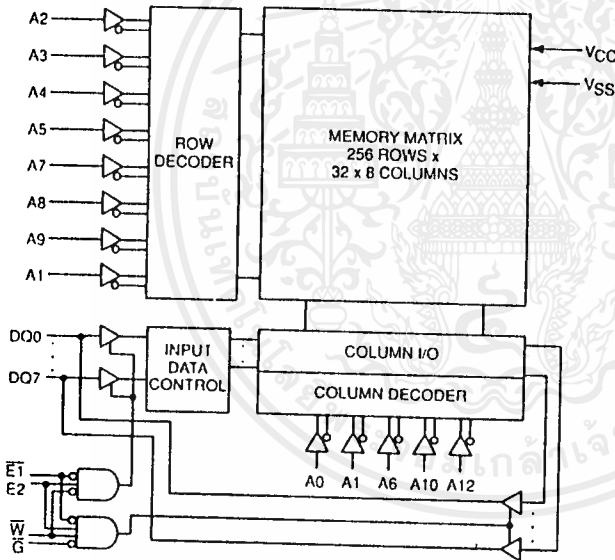 A2
A3
A4
A5
A7
A8
A9
A1
ROW
DECODER
MEMORY MATRIX
256 ROWS x
32 x 8 COLUMNS
VCC
VSS
DQ0
DQ7
INPUT
DATA
CONTROL
COLUMN I/O
COLUMN DECODER
A0 A1 A6 A10 A12
E1
E2
W
G